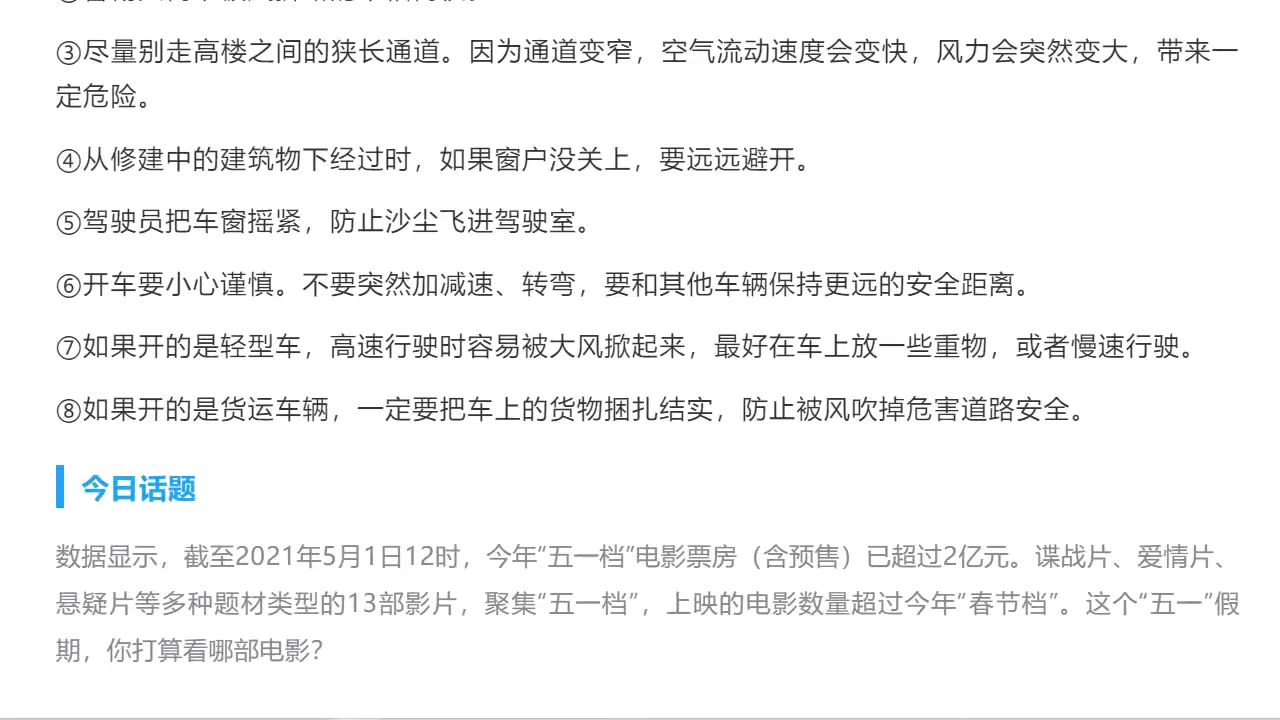 ③尽量别走高楼之间的狭长通道。因为通道变窄，空气流动速度会变快，风力会突然变大，带来一
定危险。
④从修建中的建筑物下经过时，如果窗户没关上，要远远避开。
⑤驾驶员把车窗摇紧，防止沙尘飞进驾驶室。
⑥开车要小心谨慎。不要突然加减速、转弯，要和其他车辆保持更远的安全距离。
⑦如果开的是轻型车，高速行驶时容易被大风掀起来，最好在车上放一些重物，或者慢速行驶。
⑧如果开的是货运车辆，一定要把车上的货物捆扎结实，防止被风吹掉危害道路安全。
今日话题
数据显示，截至2021年5月1日12时，今年“五一档”电影票房（含预售）已超过2亿元。谍战片、爱情片、
悬疑片等多种题材类型的13部影片，聚集“五一档”，上映的电影数量超过今年“春节档”。这个“五一”假
期，你打算看哪部电影？